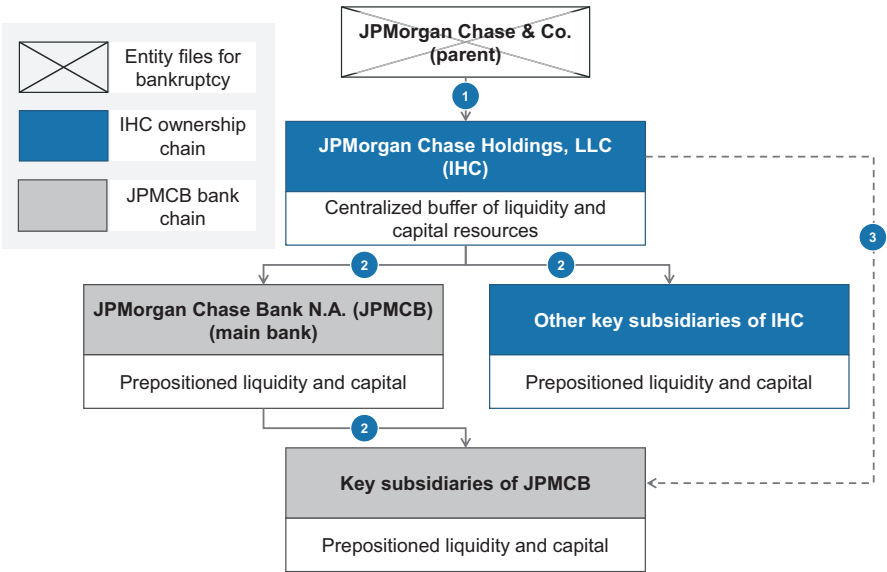 Entity files for
bankruptcy
IHC ownership
chain
JPMCB bank
chain
JPMorgan Chase & Co.
(parent)
1
JPMorgan Chase Holdings, LLC
(IHC)
Centralized buffer of liquidity and
capital resources
3
2
2
JPMorgan Chase Bank N.A. (JPMCB)
(main bank)
Prepositioned liquidity and capital
Other key subsidiaries of IHC
Prepositioned liquidity and capital
2
Key subsidiaries of JPMCB
Prepositioned liquidity and capital